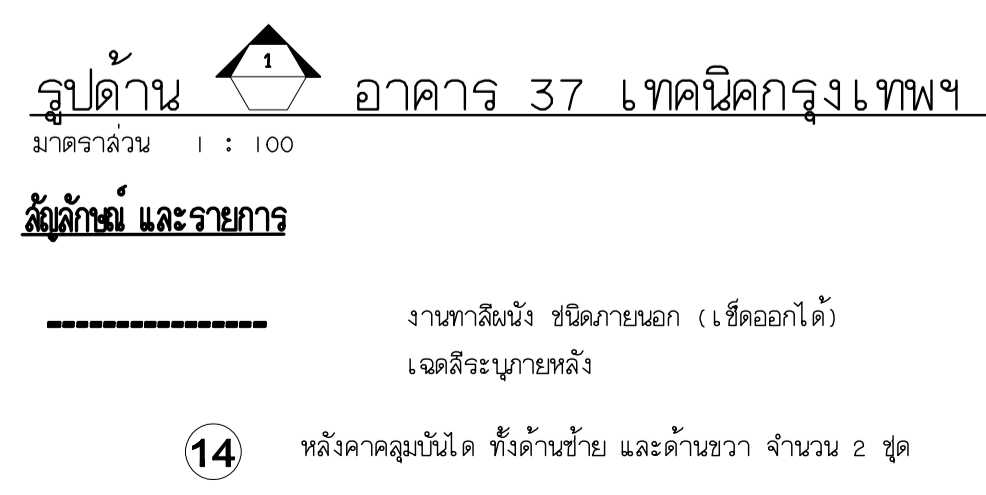 รูปด้าน 1 อาคาร 37 เทคนิคกรุงเทพฯ
มาตราส่วน 1 : 100
สัญลักษณ์ และรายการ
งานทาสีผนัง ชนิดภายนอก (เช็ดออกได้)
เฉดสีระบุภายหลัง
14 หลังคาคลุมบันได ทั้งด้านซ้าย และด้านขวา จำนวน 2 ชุด